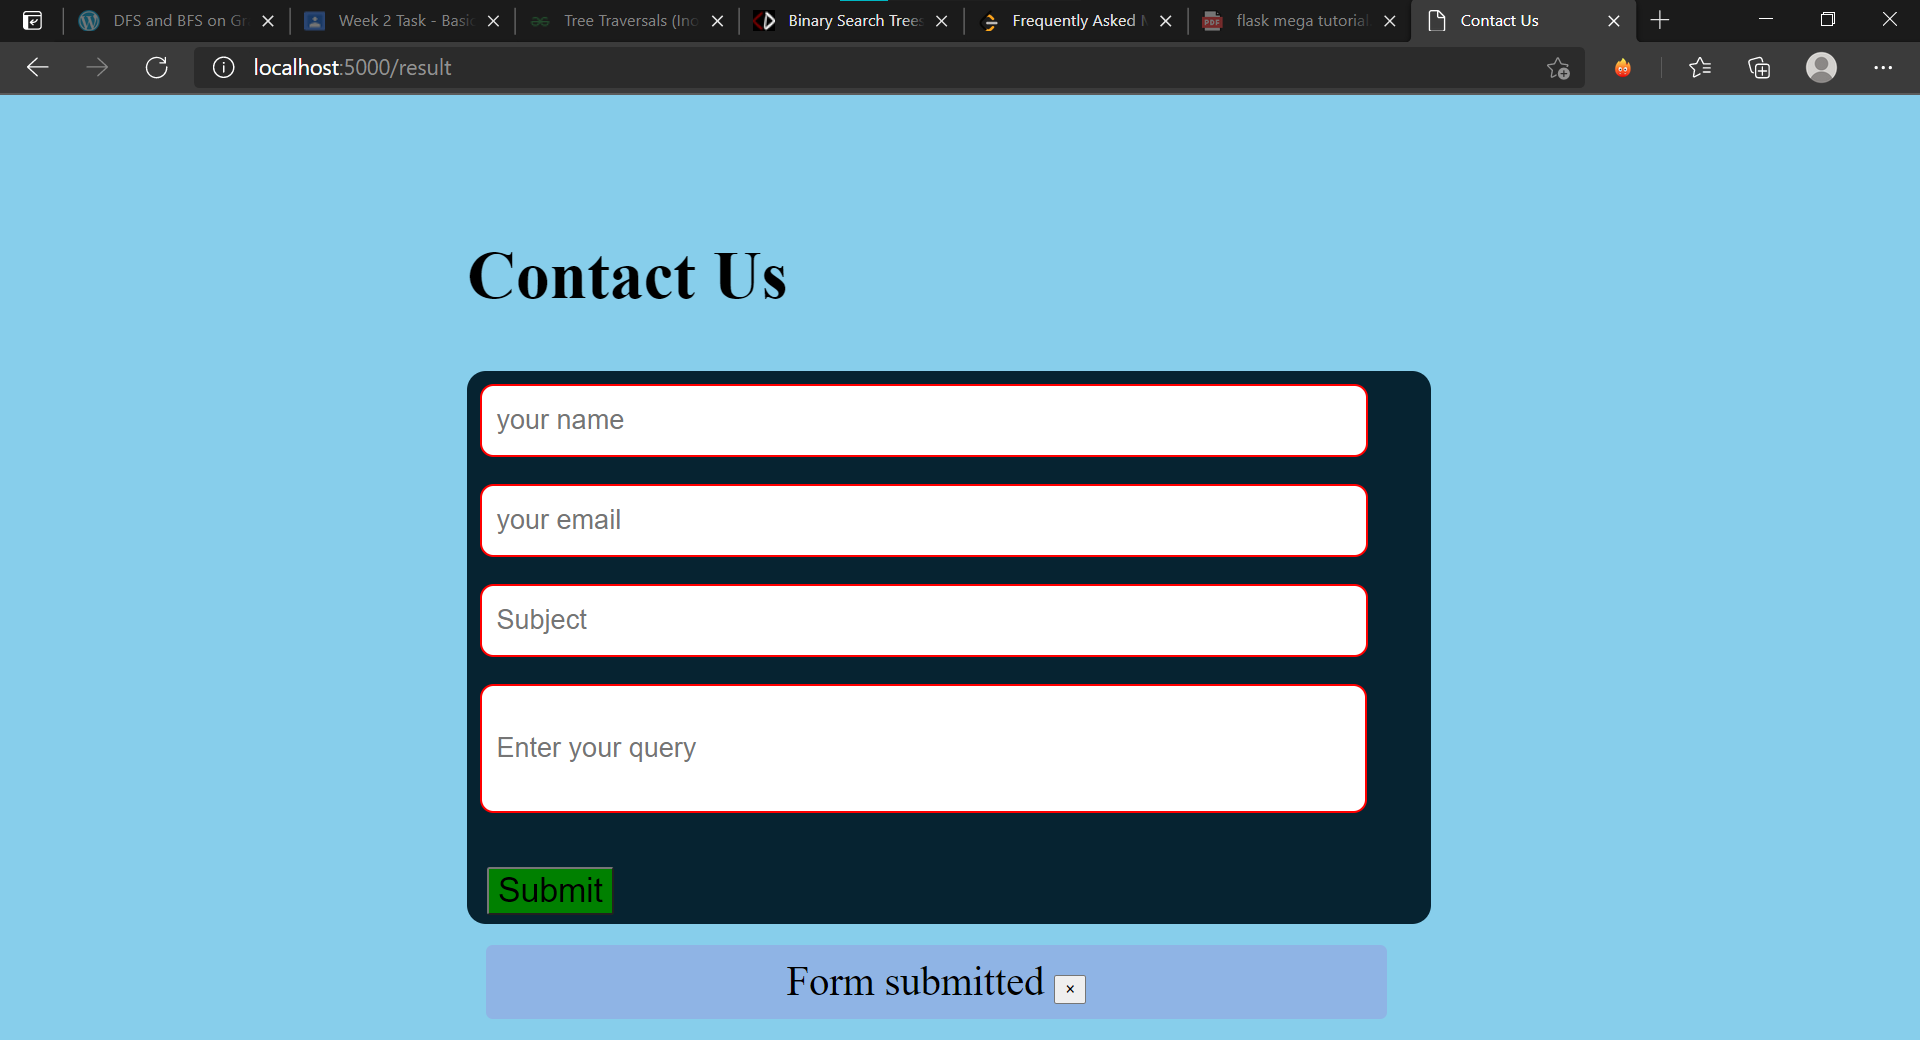 DFS and BFS on Gr
Week 2 Task - Basic
Tree Traversals (Ino
Binary Search Trees
Frequently Asked
flask mega tutorial
Contact Us
localhost:5000/result
Contact Us
your name
your email
Subject
Enter your query
Submit
Form submitted ×